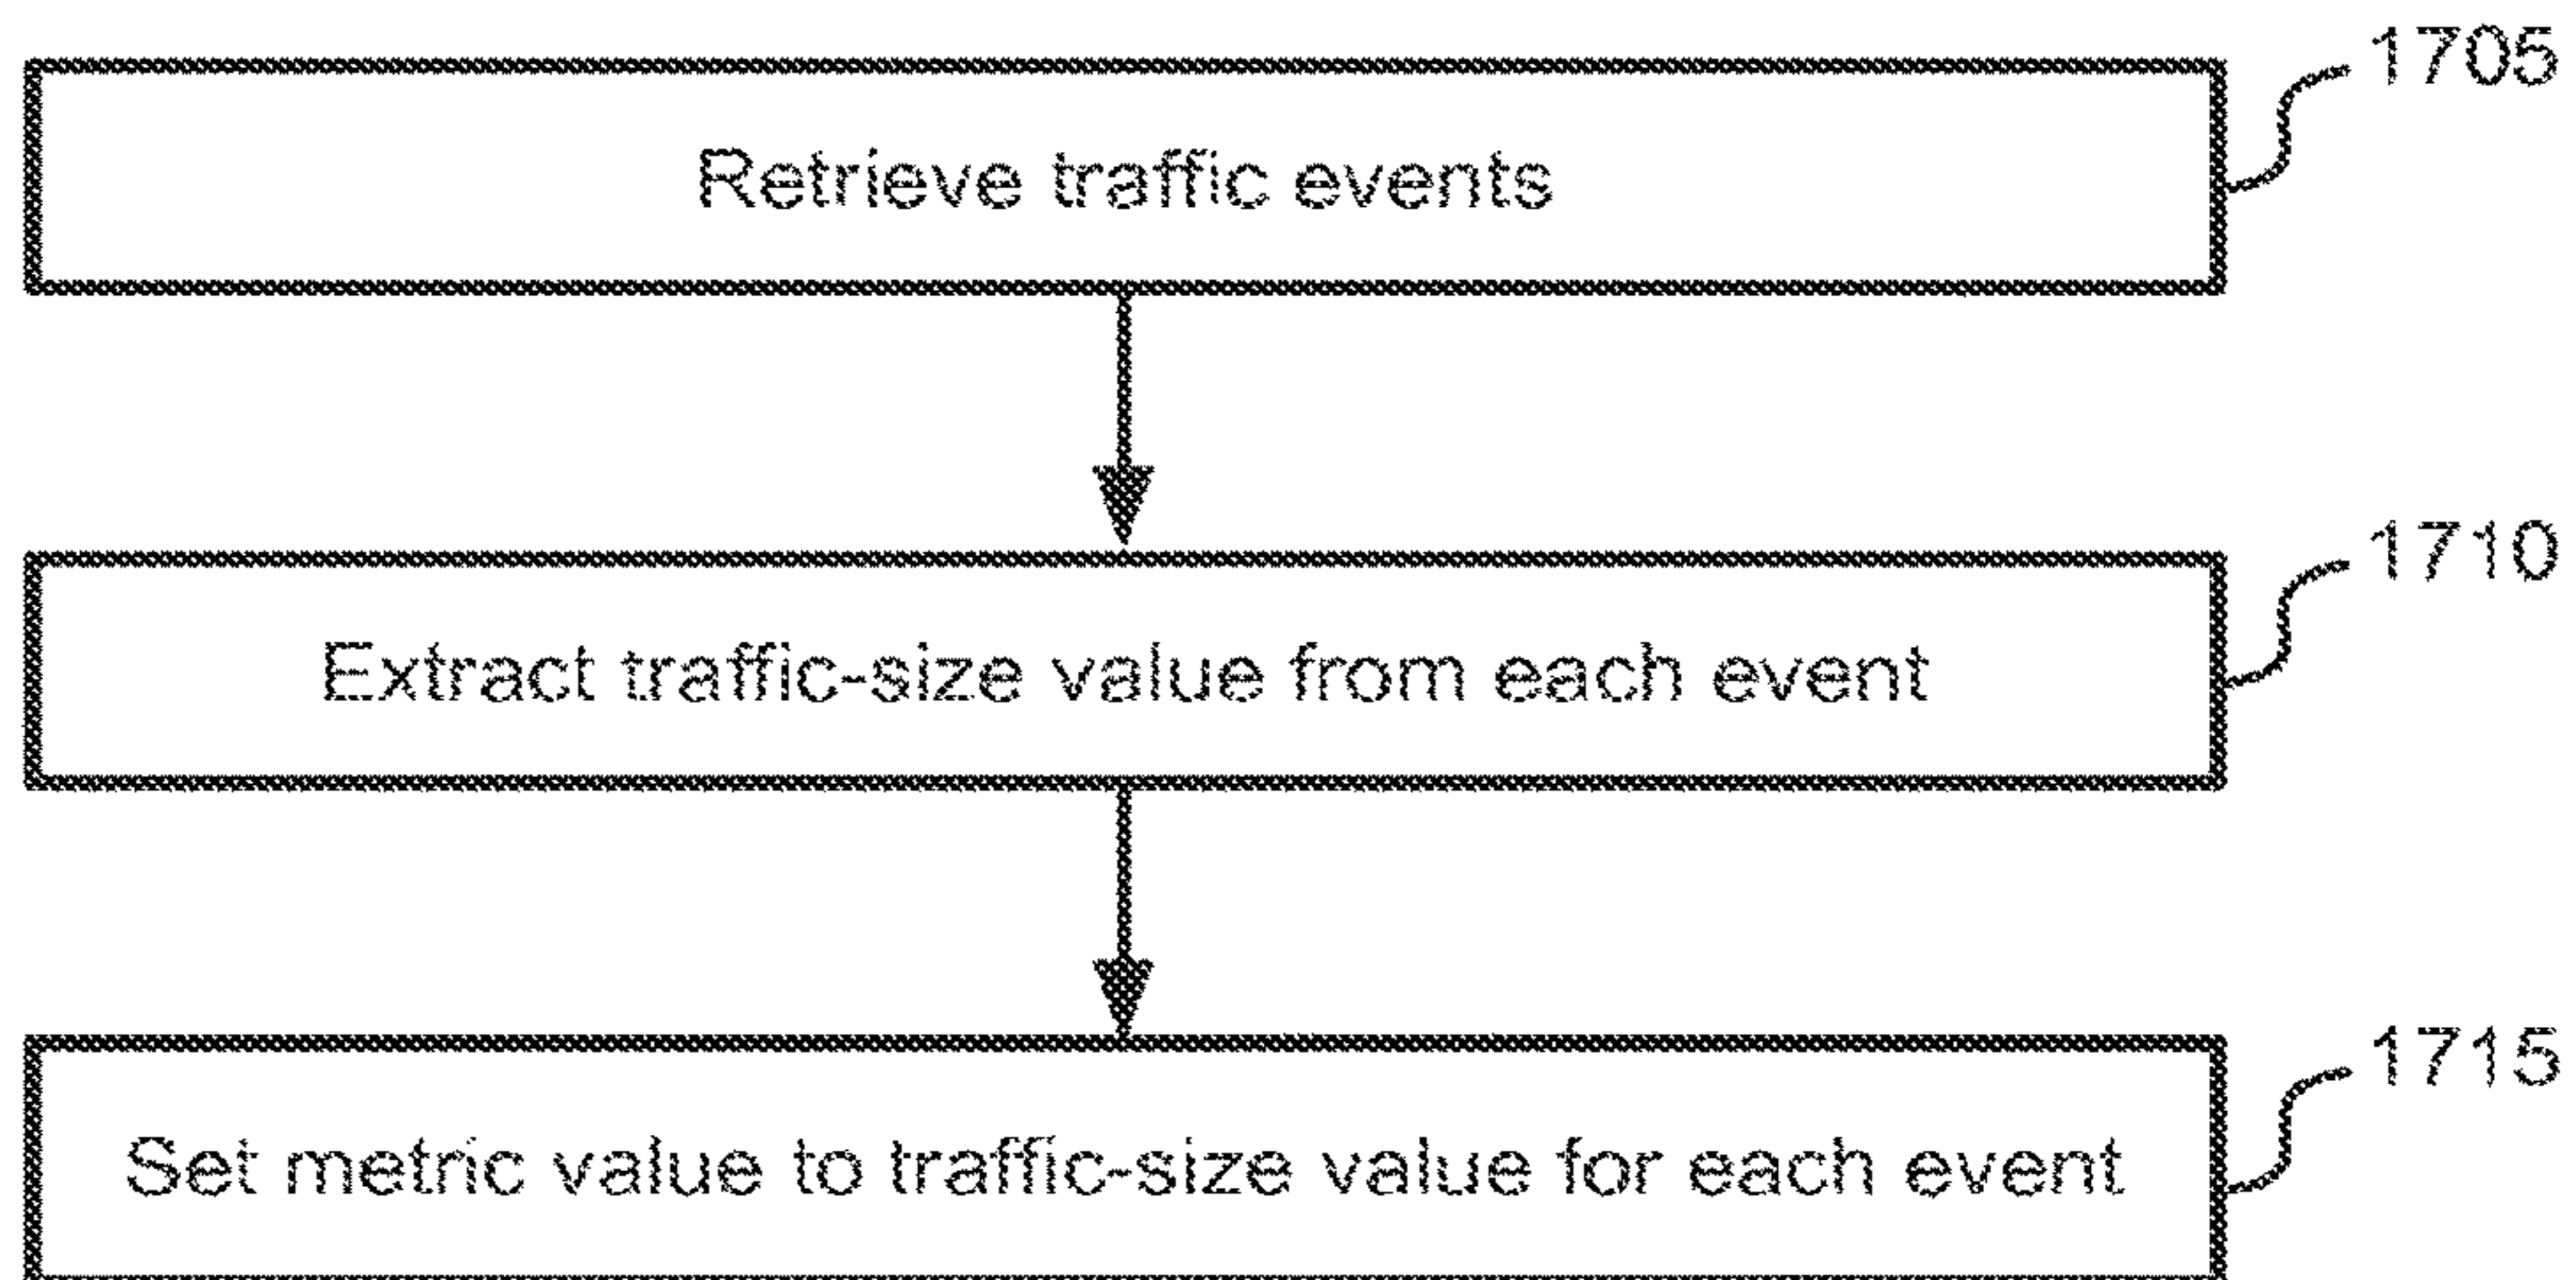 1705
Retrieve traffic events
1710
Extract traffic-size value from each event
1715
Set metric value to traffic-size value for each event